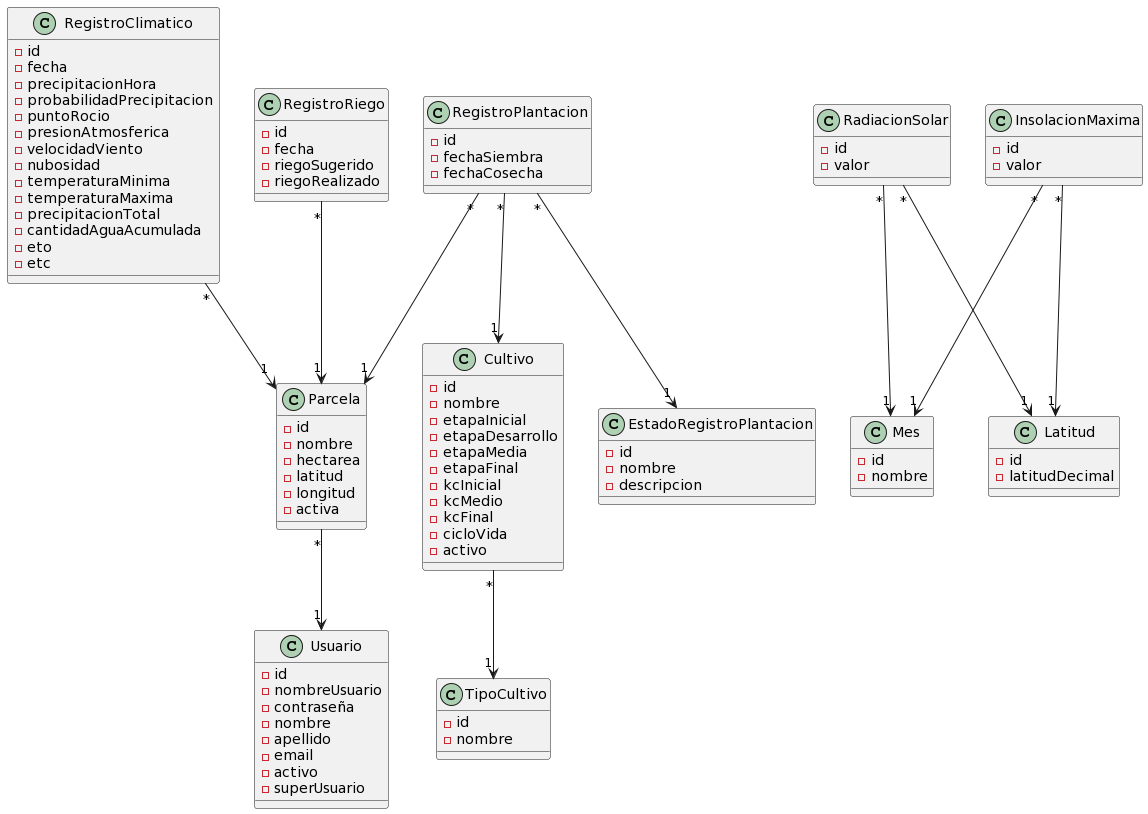 C RegistroClimatico
id
fecha
precipitacionHora
probabilidadPrecipitacion
puntoRocio
presionAtmosferica
velocidadViento
nubosidad
temperaturaMinima
temperaturaMaxima
precipitacionTotal
cantidadAguaAcumulada
eto
etc
C RegistroRiego
id
fecha
riegoSugerido
riegoRealizado
C RegistroPlantacion
id
fechaSiembra
fechaCosecha
C RadiacionSolar
id
valor
C InsolacionMaxima
id
valor
* 1
* 1
* 1
* 1
* 1
* 1
* 1
* 1
* 1
C Parcela
id
nombre
hectarea
latitud
longitud
activa
C Cultivo
id
nombre
etapaInicial
etapaDesarrollo
etapaMedia
etapaFinal
kcInicial
kcMedio
kcFinal
cicloVida
activo
C EstadoRegistroPlantacion
id
nombre
descripcion
C Mes
id
nombre
C Latitud
id
latitudDecimal
* 1
* 1
C Usuario
id
nombreUsuario
contraseña
nombre
apellido
email
activo
superUsuario
C TipoCultivo
id
nombre